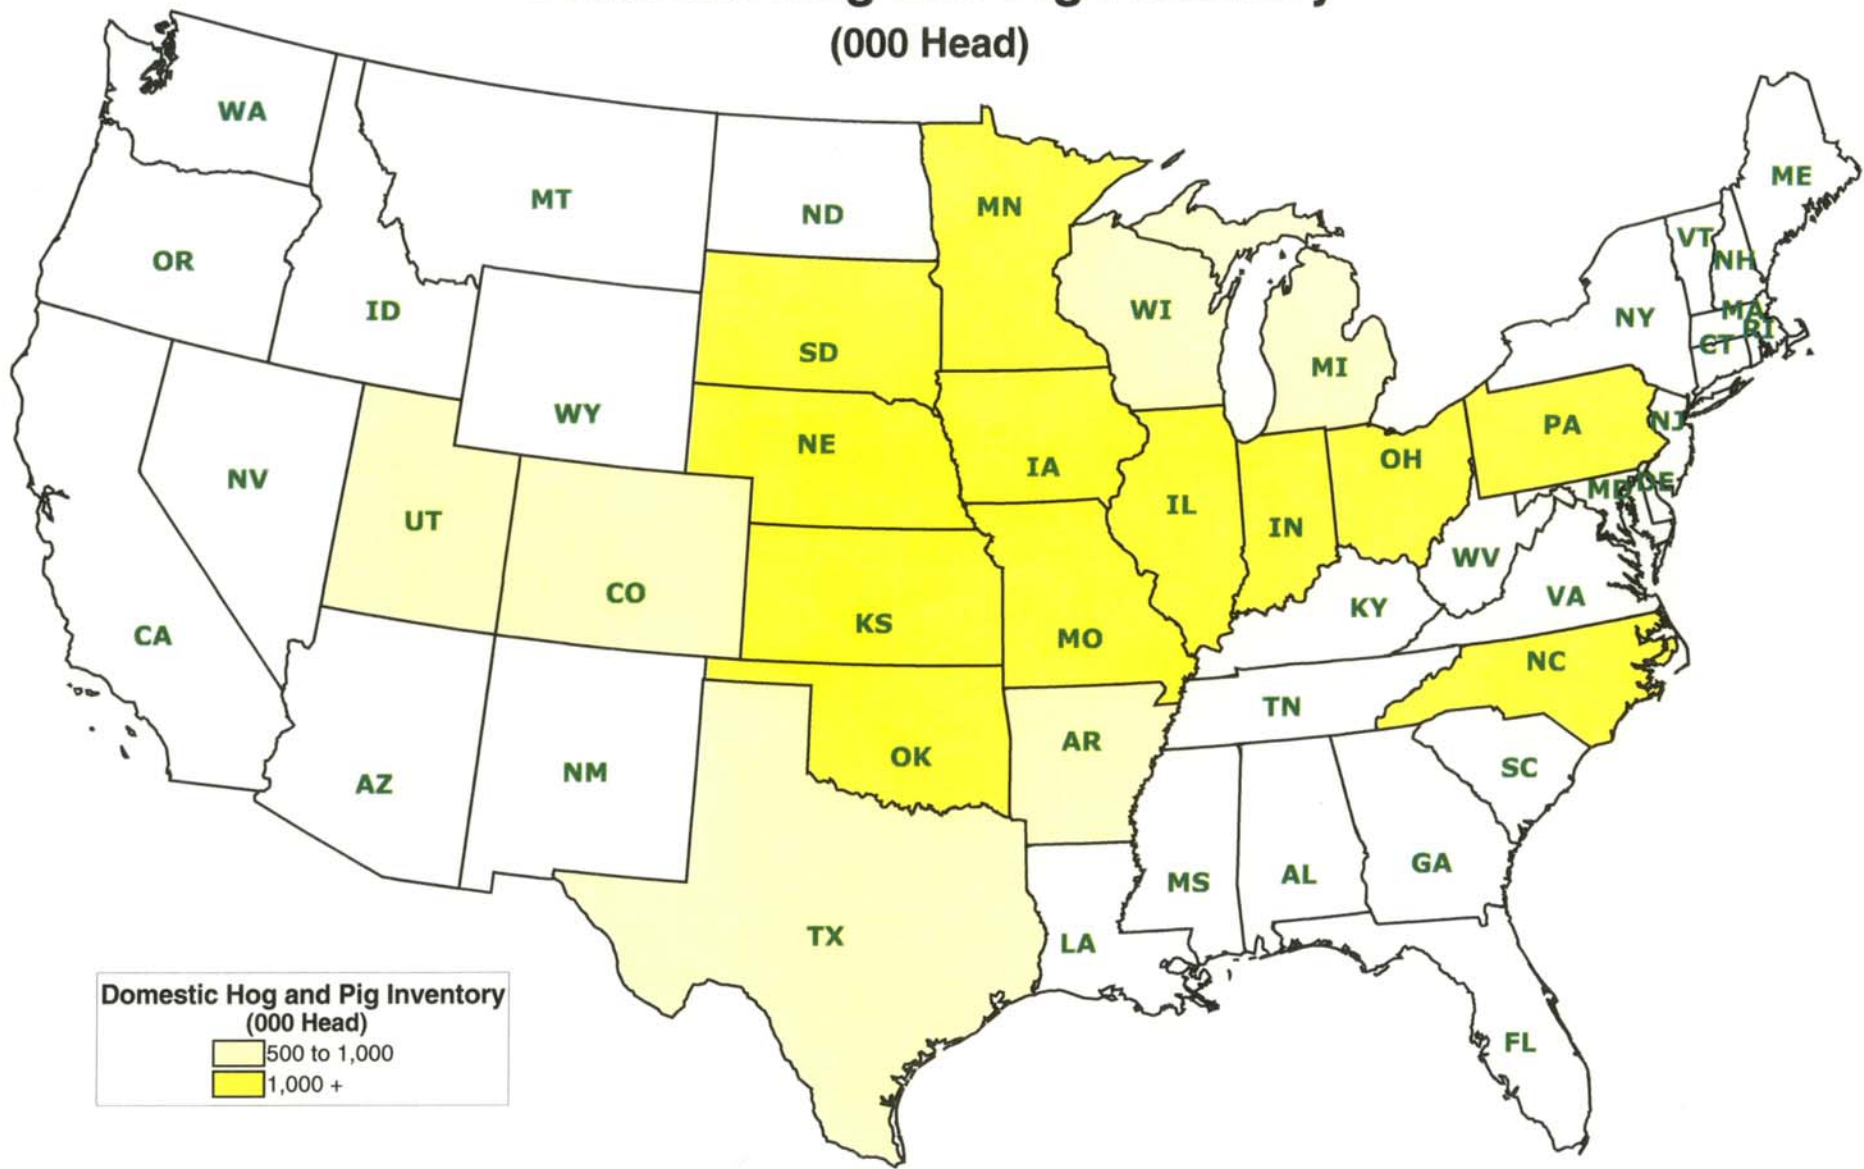 (000 Head)
WA
MT
ND
MN
ME
OR
ID
SD
WI
MI
VT
NH
NY
MA
RI
CT
WY
NE
IA
PA
NJ
OH
NV
UT
IL
IN
MD
DE
WV
CO
KS
MO
KY
VA
CA
NC
TN
AR
OK
SC
AZ
NM
MS
AL
GA
TX
LA
FL
Domestic Hog and Pig Inventory
(000 Head)
500 to 1,000
1,000 +